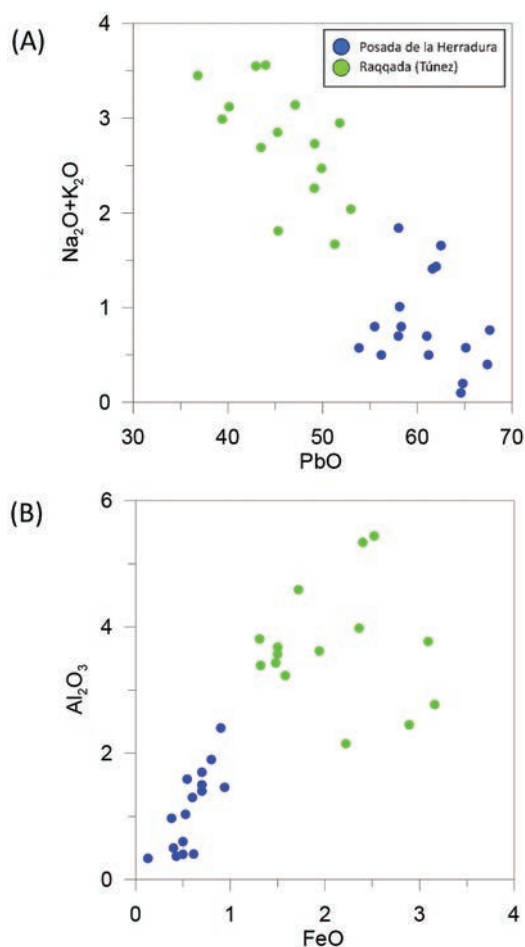 (A)
Posada de la Herradura
Raqqada (Túnez)
4
3
2
1
0
Na₂O+K₂O
30 40 50 60 70
PbO
(B)
6
4
2
0
Al₂O₃
0 1 2 3 4
FeO